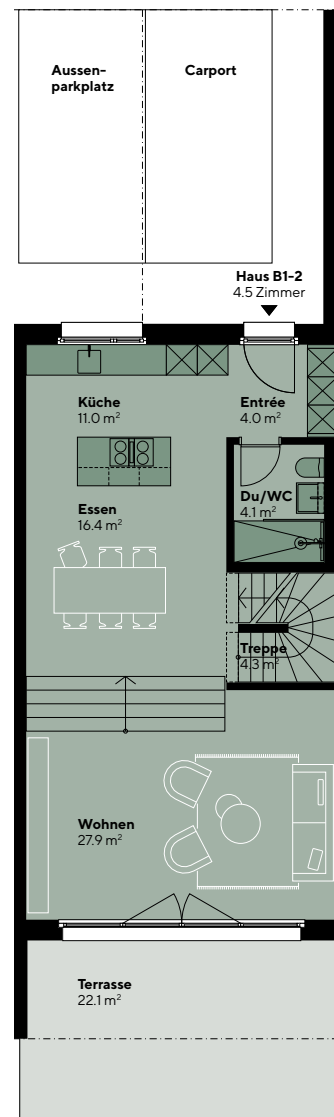 Aussen-
parkplatz
Carport
Haus B1-2
4.5 Zimmer
Küche
11.0 m²
Entrée
4.0 m²
Du/WC
4.1 m²
Essen
16.4 m²
Treppe
4.3 m²
Wohnen
27.9 m²
Terrasse
22.1 m²